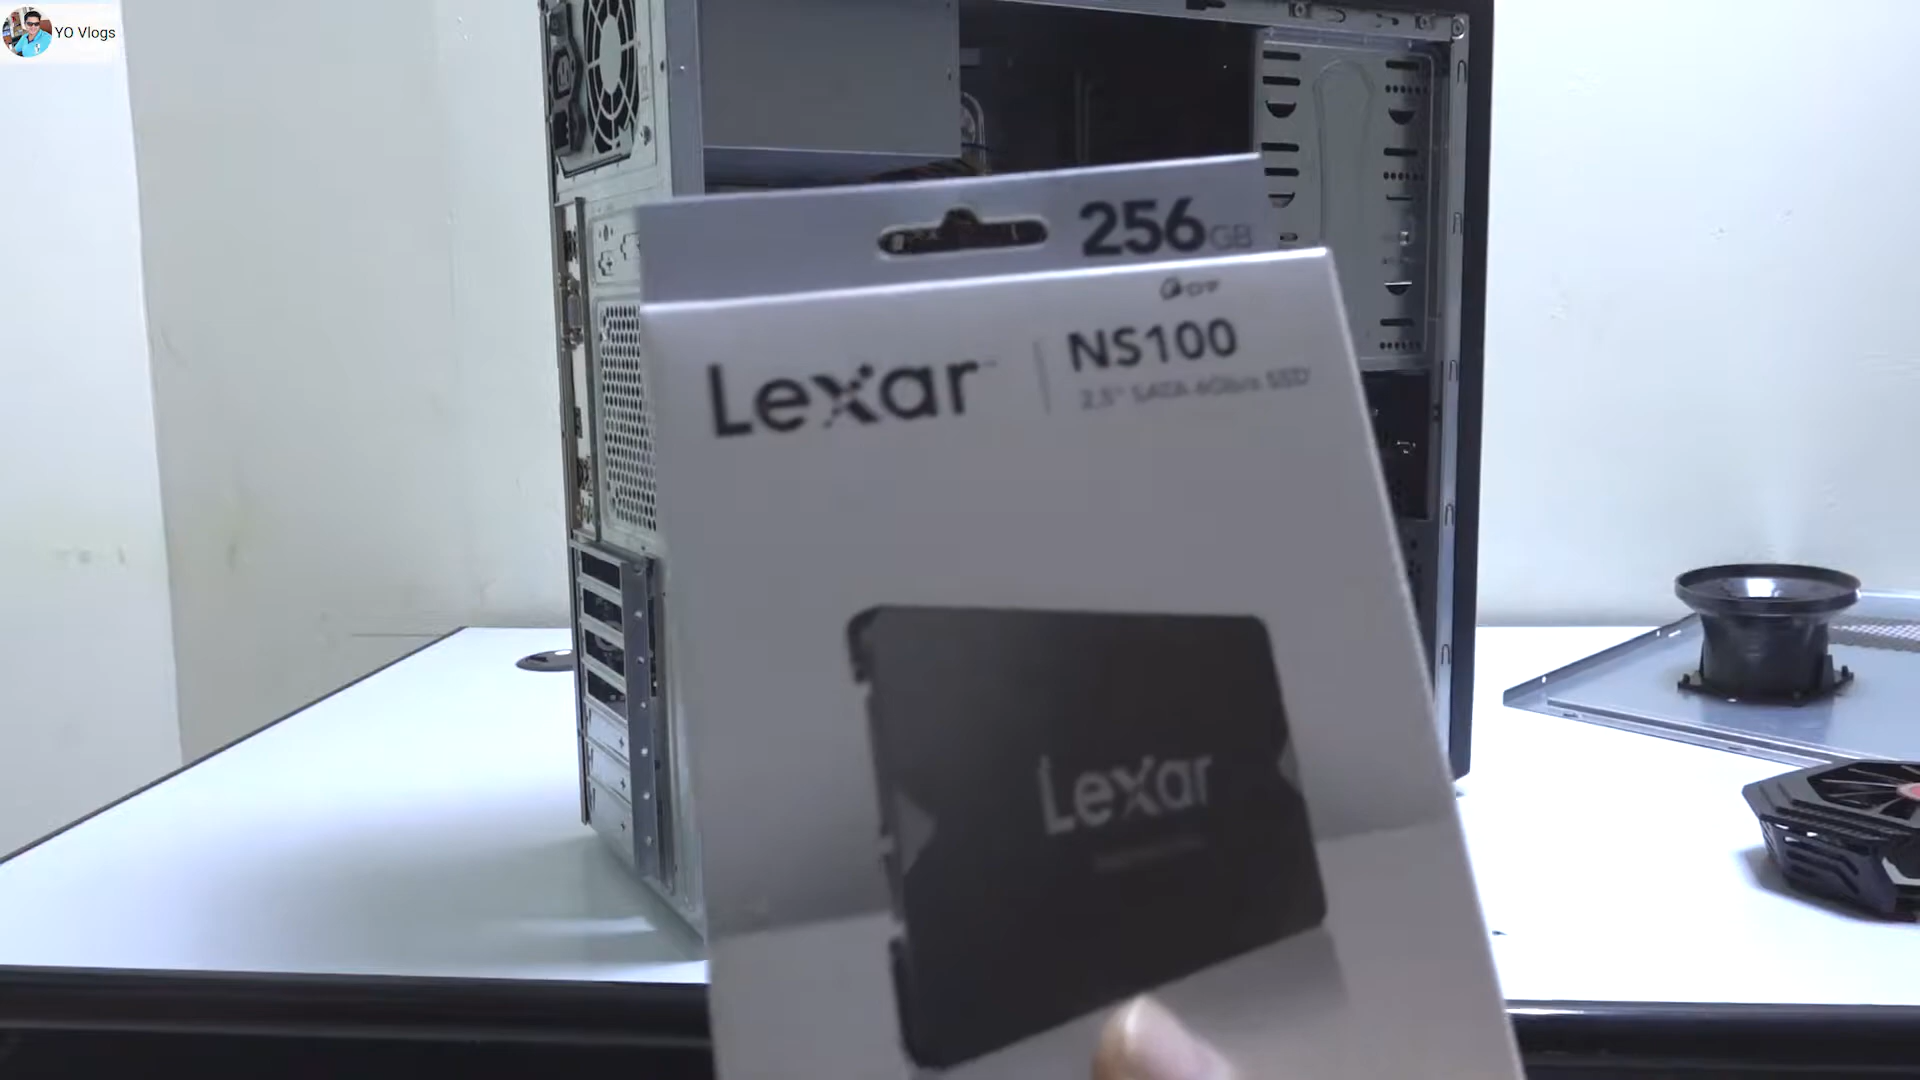 YO Vlogs
256GB
Lexar
NS100
2.5" SATA 6Gb/s SSD
Lexar